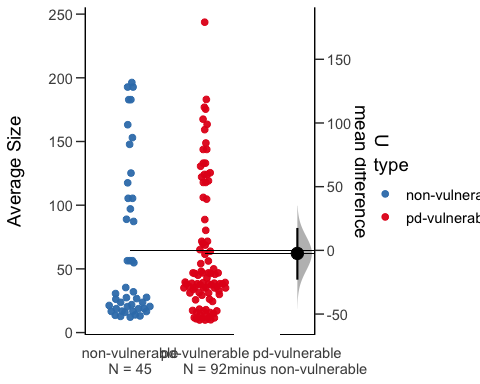 250
200
150
100
50
0
Average Size
150
100
50
0
-50
mean difference
U
type
non-vulnera
pd-vulnerab
non-vulnerable
N = 45
pd-vulnerable
N = 92
pd-vulnerable
minus non-vulnerable